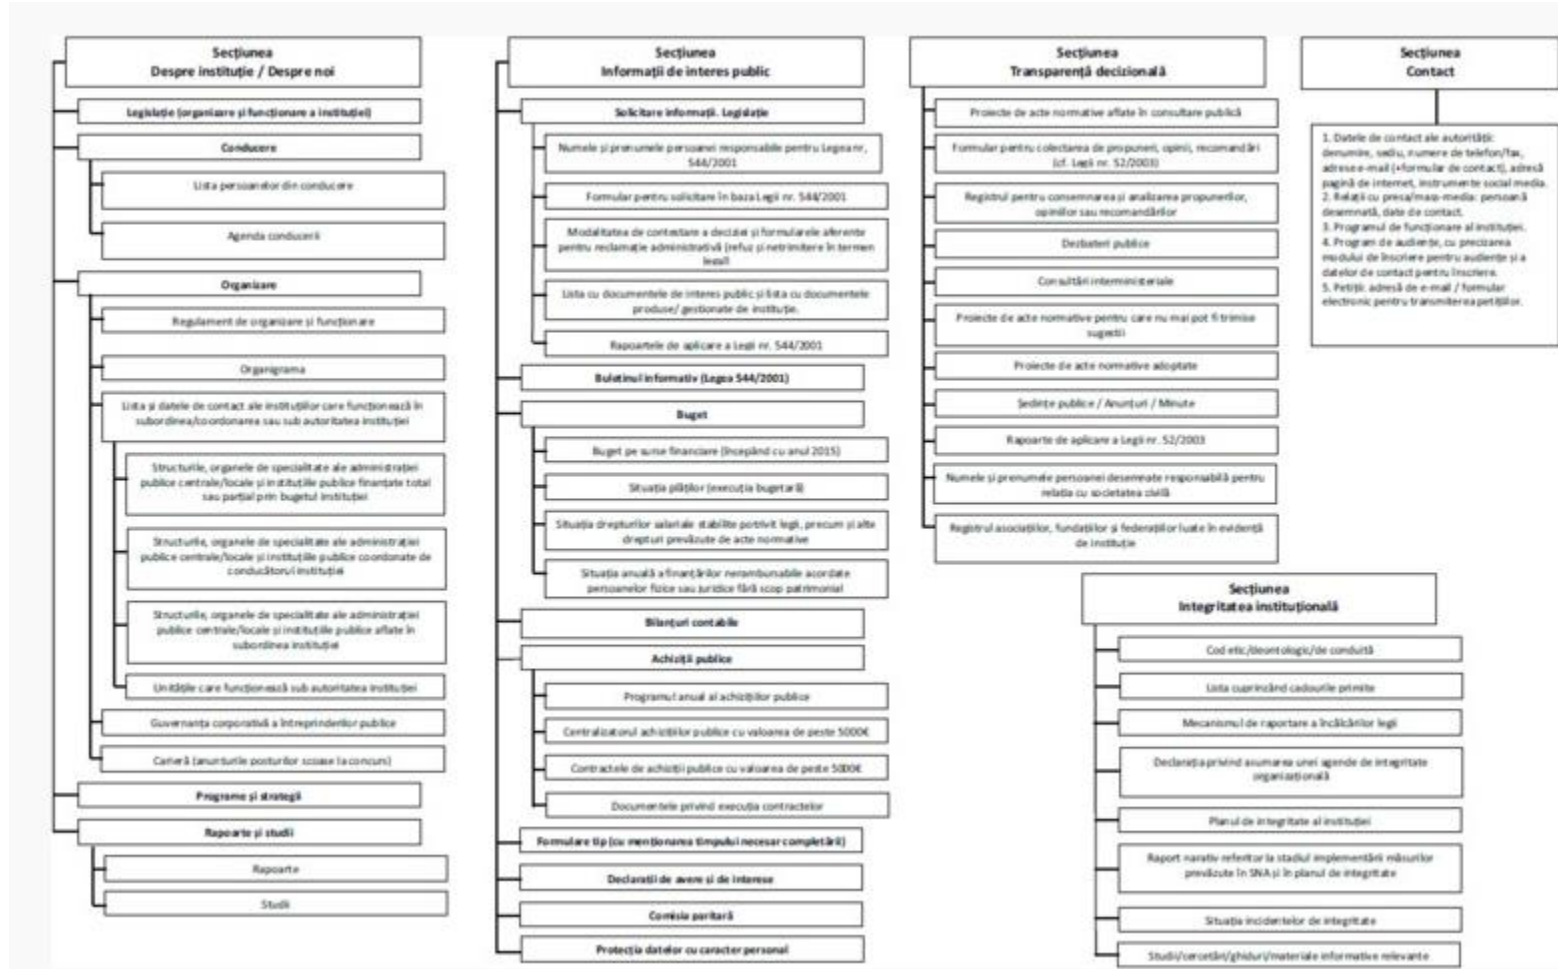 Secțiunea
Despre instituție / Despre noi
Legislație (organizare și funcționare a instituției)
Conducere
Lista persoanelor din conducere
Agenda conducerii
Organizare
Regulament de organizare și funcționare
Organigrama
Lista și datele de contact ale instituțiilor care funcționează în
subordinea/coordonarea sau sub autoritatea instituției
Structurile, organele de specialitate ale administrației
publice centrale/locale și instituțiile publice finanțate total
sau parțial prin bugetul instituției
Structurile, organele de specialitate ale administrației
publice centrale/locale și instituțiile publice coordonate de
conducătorul instituției
Structurile, organele de specialitate ale administrației
publice centrale/locale și instituțiile publice aflate în
subordinea instituției
Unitățile care funcționează sub autoritatea instituției
Guvernanța corporativă a întreprinderilor publice
Carieră (anunțurile posturilor scoase la concurs)
Programe și strategii
Rapoarte și studii
Rapoarte
Studii
Secțiunea
Informații de interes public
Solicitare informații. Legislație
Numele și prenumele persoanei responsabile pentru Legea nr,
544/2001
Formular pentru solicitare în baza Legii nr. 544/2001
Modalitatea de contestare a deciziei și formularele aferente
pentru reclamație administrativă (refuz și netrimitere în termen
legal)
Lista cu documentele de interes public și lista cu documentele
produse/ gestionate de instituție.
Rapoartele de aplicare a Legii nr. 544/2001
Buletinul informativ (Legea 544/2001)
Buget
Buget pe surse financiare (începând cu anul 2015)
Situația plăților (execuția bugetară)
Situația drepturilor salariale stabilite potrivit legii, precum și alte
drepturi prevăzute de acte normative
Situația anuală a finanțărilor nerambursabile acordate
persoanelor fizice sau juridice fără scop patrimonial
Bilanțuri contabile
Achiziții publice
Programul anual al achizițiilor publice
Centralizatorul achizițiilor publice cu valoarea de peste 5000€
Contractele de achiziții publice cu valoarea de peste 5000€
Documentele privind execuția contractelor
Formulare tip (cu menționarea timpului necesar completării)
Declarații de avere și de interese
Comisia paritară
Protecția datelor cu caracter personal
Secțiunea
Transparență decizională
Proiecte de acte normative aflate în consultare publică
Formular pentru colectarea de propuneri, opinii, recomandări
(cf. Legii nr. 52/2003)
Registrul pentru consemnarea și analizarea propunerilor,
opiniilor sau recomandărilor
Dezbateri publice
Consultări interministeriale
Proiecte de acte normative pentru care nu mai pot fi trimise
sugestii
Proiecte de acte normative adoptate
Ședințe publice / Anunțuri / Minute
Rapoarte de aplicare a Legii nr. 52/2003
Numele și prenumele persoanei desemnate responsabilă pentru
relația cu societatea civilă
Registrul asociațiilor, fundațiilor și federațiilor luate în evidență
de instituție
Secțiunea
Contact
1. Datele de contact ale autorității:
denumire, sediu, numere de telefon/fax,
adrese e-mail (+formular de contact), adresă
pagină de internet, instrumente social media.
2. Relații cu presa/mass-media: persoană
desemnată, date de contact.
3. Programul de funcționare al instituției.
4. Program de audiențe, cu precizarea
modului de înscriere pentru audiențe și a
datelor de contact pentru înscriere.
5. Petiții: adresă de e-mail / formular
electronic pentru transmiterea petițiilor.
Secțiunea
Integritatea instituțională
Cod etic/deontologic/de conduită
Lista cuprinzând cadourile primite
Mecanismul de raportare a încălcărilor legii
Declarația privind asumarea unei agende de integritate
organizațională
Planul de integritate al instituției
Raport narativ referitor la stadiul implementării măsurilor
prevăzute în SNA și în planul de integritate
Situația incidentelor de integritate
Studii/cercetări/ghiduri/materiale informative relevante